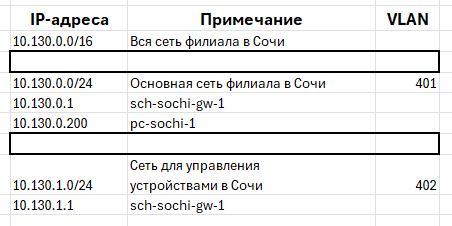 IP-адреса Примечание VLAN
10.130.0.0/16 Вся сеть филиала в Сочи
10.130.0.0/24 Основная сеть филиала в Сочи 401
10.130.0.1 sch-sochi-gw-1
10.130.0.200 pc-sochi-1
Сеть для управления
10.130.1.0/24 устройствами в Сочи 402
10.130.1.1 sch-sochi-gw-1